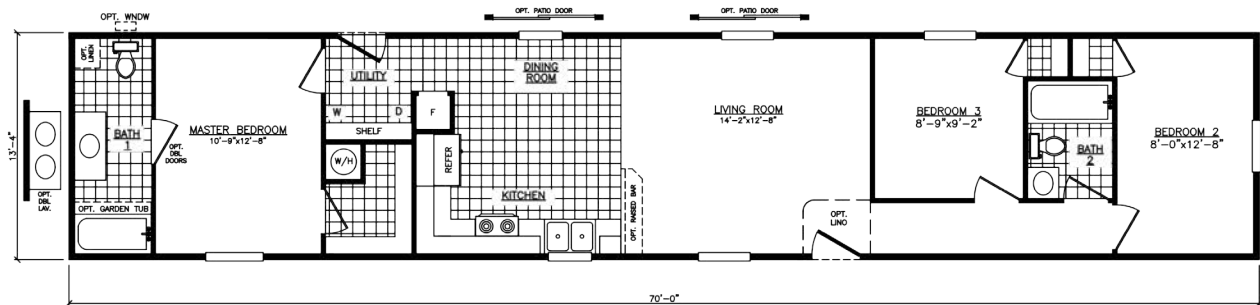 OPT. WNDW
OPT. PATIO DOOR
OPT. PATIO DOOR
13'-4"
OPT.
LINEN
BATH
1
OPT.
DBL
DOORS
OPT.
DBL
LAV.
OPT. GARDEN TUB
MASTER BEDROOM
10'-9"x12'-8"
UTILITY
W
D
SHELF
W/H
F
REFER
DINING
ROOM
KITCHEN
OPT. RAISED BAR
LIVING ROOM
14'-2"x12'-8"
OPT.
LINO
BEDROOM 3
8'-9"x9'-2"
BATH
2
BEDROOM 2
8'-0"x12'-8"
70'-0"